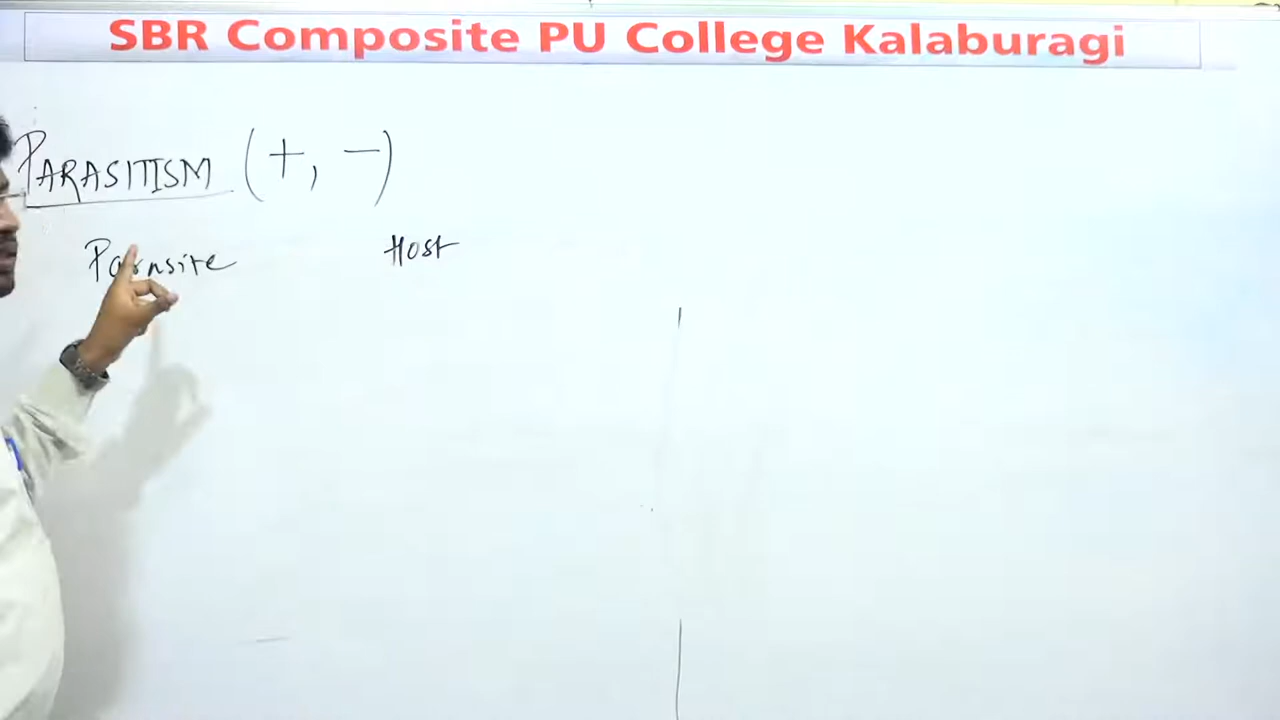 SBR Composite PU College Kalaburagi
PARASITISM (+, -)
Parasite Host